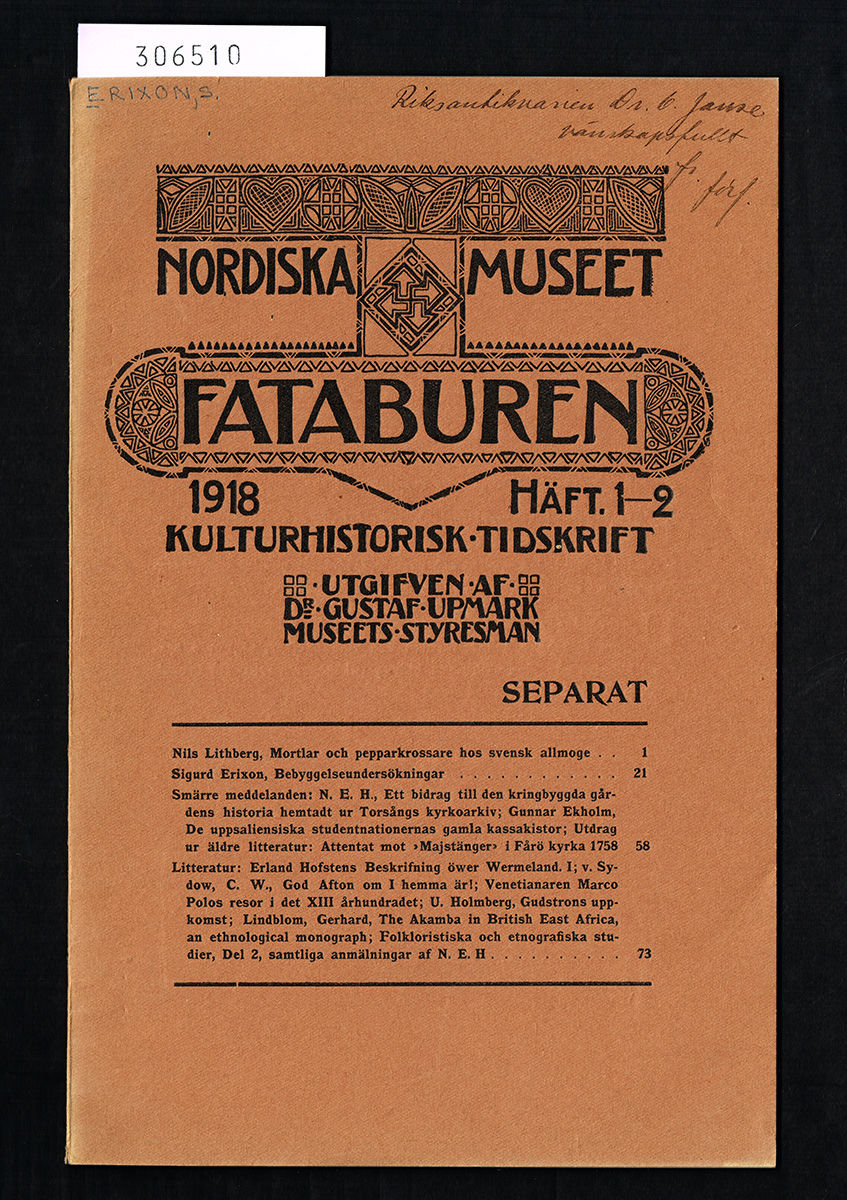 306510
ERIXON, S.
Riksantikvarien Dr. O. Janse
vänskapsfullt
fr. förf.
NORDISKA MUSEET
FATABUREN
1918 HÄFT. 1—2
KULTURHISTORISK·TIDSKRIFT
·UTGIFVEN·AF·
DR·GUSTAF·UPMARK
MUSEETS·STYRESMAN
SEPARAT
Nils Lithberg, Mortlar och pepparkrossare hos svensk allmoge . . 1
Sigurd Erixon, Bebyggelseundersökningar . . . . . . . . . . . . 21
Smärre meddelanden: N. E. H., Ett bidrag till den kringbyggda går-
dens historia hemtadt ur Torsångs kyrkoarkiv; Gunnar Ekholm,
De uppsaliensiska studentnationernas gamla kassakistor; Utdrag
ur äldre litteratur: Attentat mot ›Majstänger› i Fårö kyrka 1758 58
Litteratur: Erland Hofstens Beskrifning öwer Wermeland. I; v. Sy-
dow, C. W., God Afton om I hemma är!; Venetianaren Marco
Polos resor i det XIII århundradet; U. Holmberg, Gudstrons upp-
komst; Lindblom, Gerhard, The Akamba in British East Africa,
an ethnological monograph; Folkloristiska och etnografiska stu-
dier, Del 2, samtliga anmälningar af N. E. H . . . . . . . . . . 73